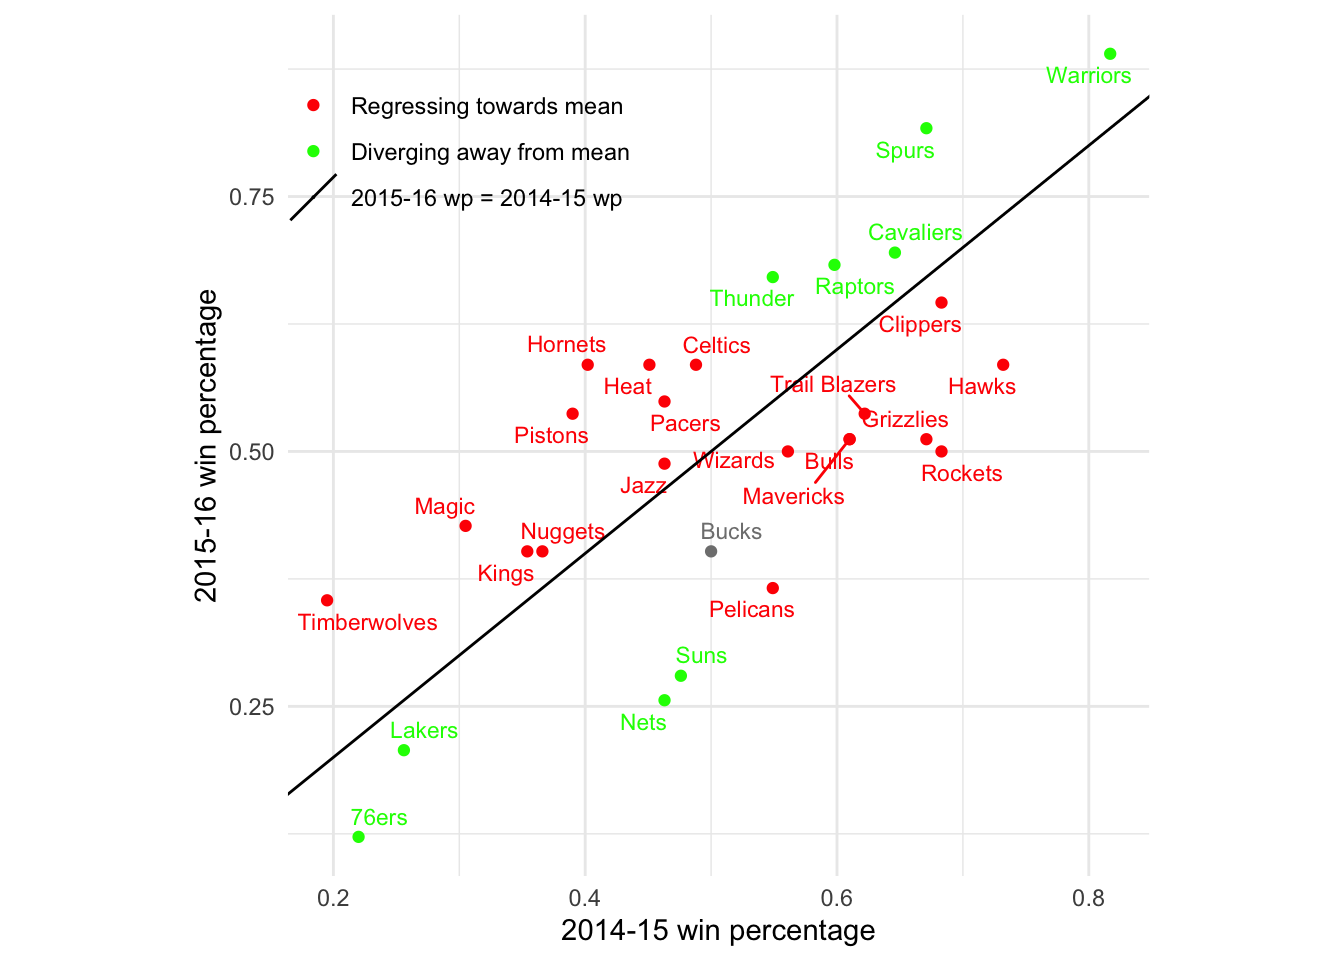 Warriors
Regressing towards mean
Diverging away from mean
Spurs
0.75
2015-16 wp = 2014-15 wp
Cavaliers
Raptors
Thunder
Clippers
Hornets
Celtics
Heat
Trail Blazers
Hawks
Pistons
Pacers
Grizzlies
0.50
Wizards
Bulls
Rockets
Jazz
Mavericks
Magic
Nuggets
Bucks
Kings
Pelicans
Timberwolves
Suns
0.25
Nets
Lakers
76ers
0.2
0.4
0.6
0.8
2014-15 win percentage
2015-16 win percentage